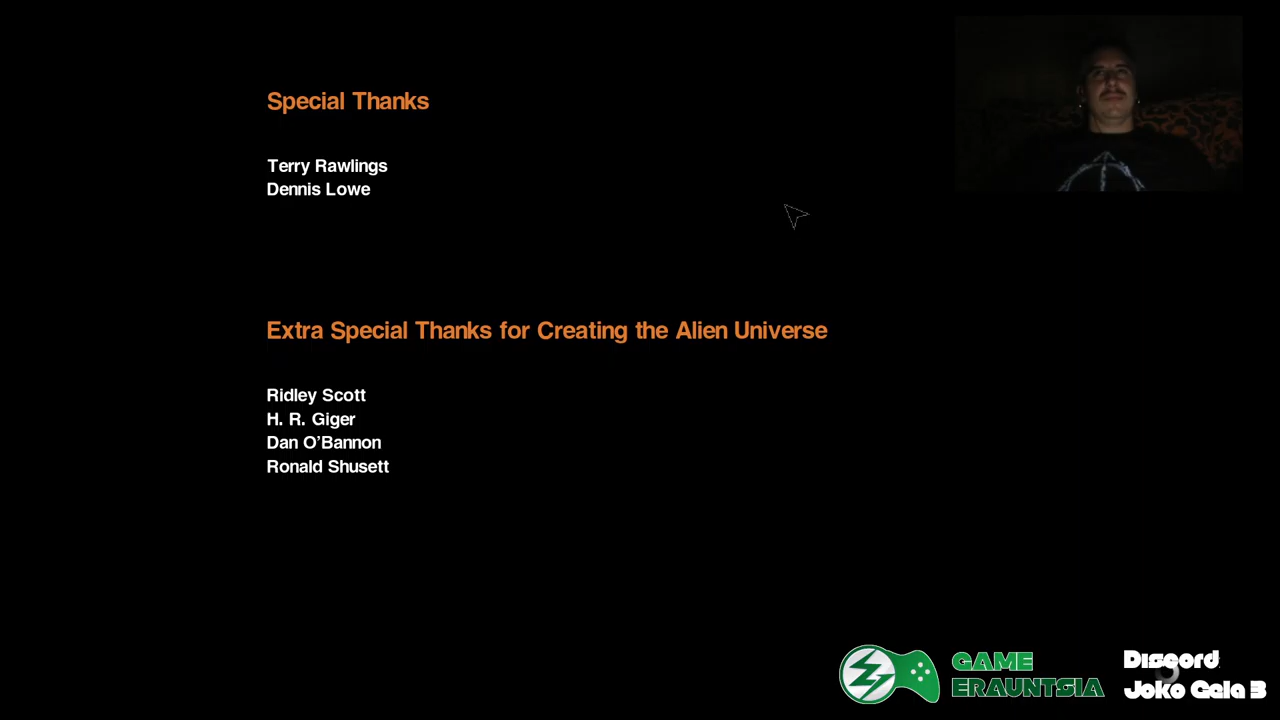 Special Thanks
Terry Rawlings
Dennis Lowe
Extra Special Thanks for Creating the Alien Universe
Ridley Scott
H. R. Giger
Dan O'Bannon
Ronald Shusett
GAME
ERAUNTSIA
Discord
Joko Gela 3